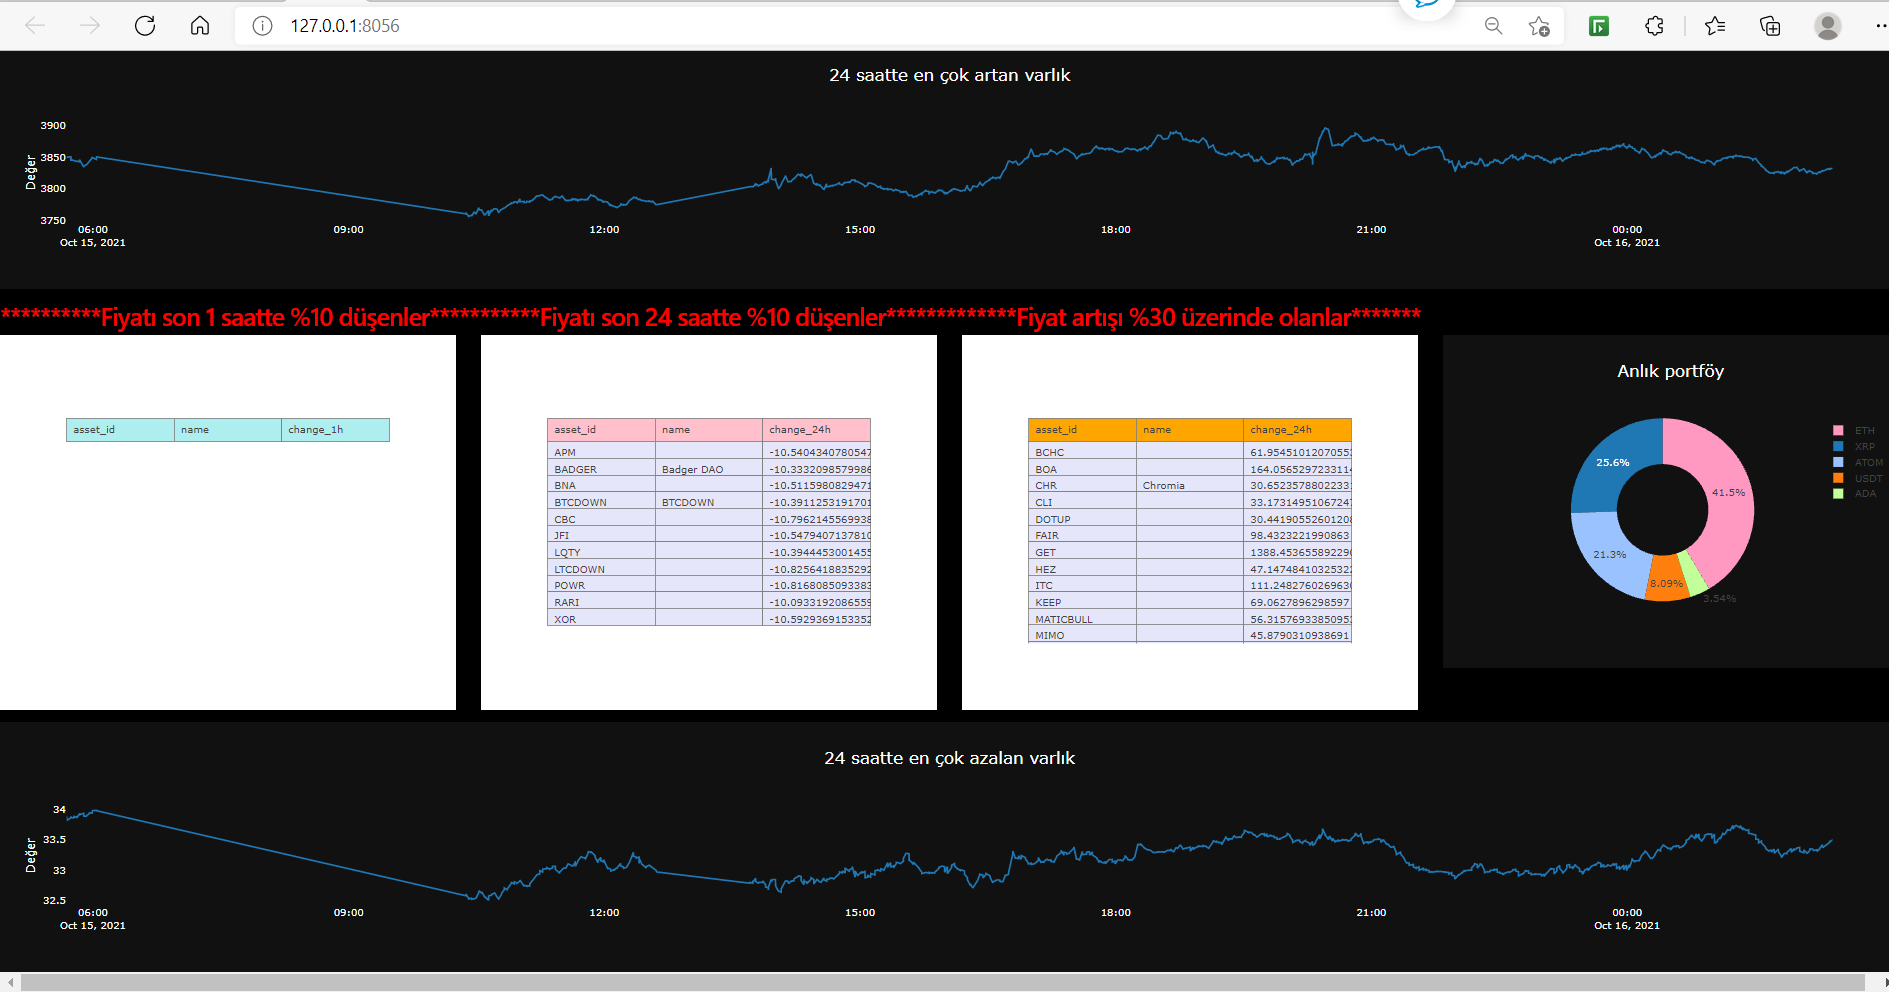 127.0.0.1:8056
24 saatte en çok artan varlık
Değer
3900
3850
3800
3750
06:00 09:00 12:00 15:00 18:00 21:00 00:00
Oct 15, 2021 Oct 16, 2021
**********Fiyatı son 1 saatte %10 düşenler***********Fiyatı son 24 saatte %10 düşenler*************Fiyat artışı %30 üzerinde olanlar*******
asset_id name change_1h
asset_id name change_24h
APM -10.5404340780547
BADGER Badger DAO -10.3332098579986
BNA -10.5115980829471
BTCDOWN BTCDOWN -10.3911253191701
CBC -10.7962145569938
JFI -10.5479407137810
LQTY -10.3944453001455
LTCDOWN -10.8256418835292
POWR -10.8168085093383
RARI -10.0933192086559
XOR -10.5929369153352
asset_id name change_24h
BCHC 61.9545101207055
BOA 164.056529723311
CHR Chromia 30.6523578802233
CLI 33.1731495106724
DOTUP 30.4419055260120
FAIR 98.4323221990863
GET 1388.45365589229
HEZ 47.1474841032532
ITC 111.248276026963
KEEP 69.0627896298597
MATICBULL 56.3157693385095
MIMO 45.8790310938691
Anlık portföy
41.5%
25.6%
21.3%
8.09%
3.54%
ETH
XRP
ATOM
USDT
ADA
24 saatte en çok azalan varlık
Değer
34
33.5
33
32.5
06:00 09:00 12:00 15:00 18:00 21:00 00:00
Oct 15, 2021 Oct 16, 2021